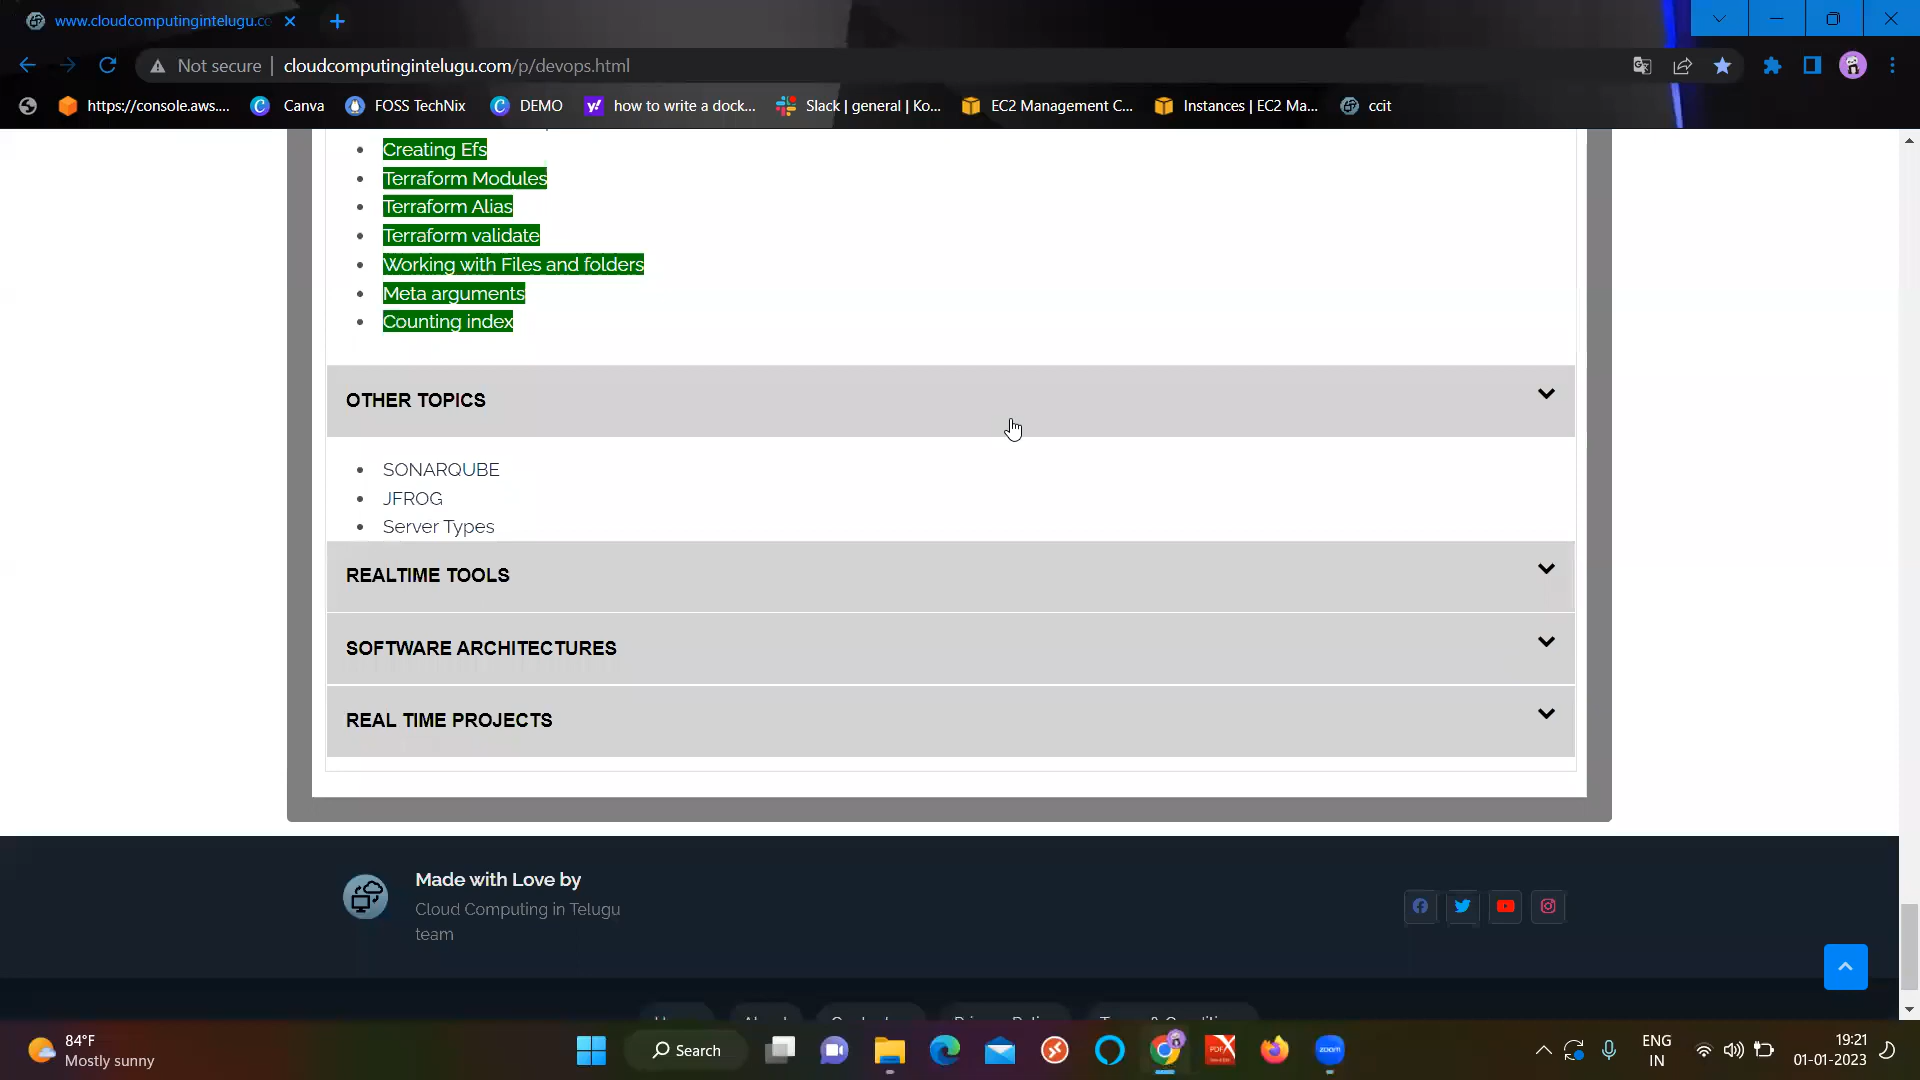 www.cloudcomputingintelugu.co
Not secure
cloudcomputingintelugu.com/p/devops.html
https://console.aws....
Canva
FOSS TechNix
DEMO
how to write a dock...
Slack | general | Ko...
EC2 Management C...
Instances | EC2 Ma...
ccit
Creating Efs
Terraform Modules
Terraform Alias
Terraform validate
Working with Files and folders
Meta arguments
Counting index
OTHER TOPICS
SONARQUBE
JFROG
Server Types
REALTIME TOOLS
SOFTWARE ARCHITECTURES
REAL TIME PROJECTS
Made with Love by
Cloud Computing in Telugu
team
84°F
Mostly sunny
Search
zoom
ENG
IN
19:21
01-01-2023